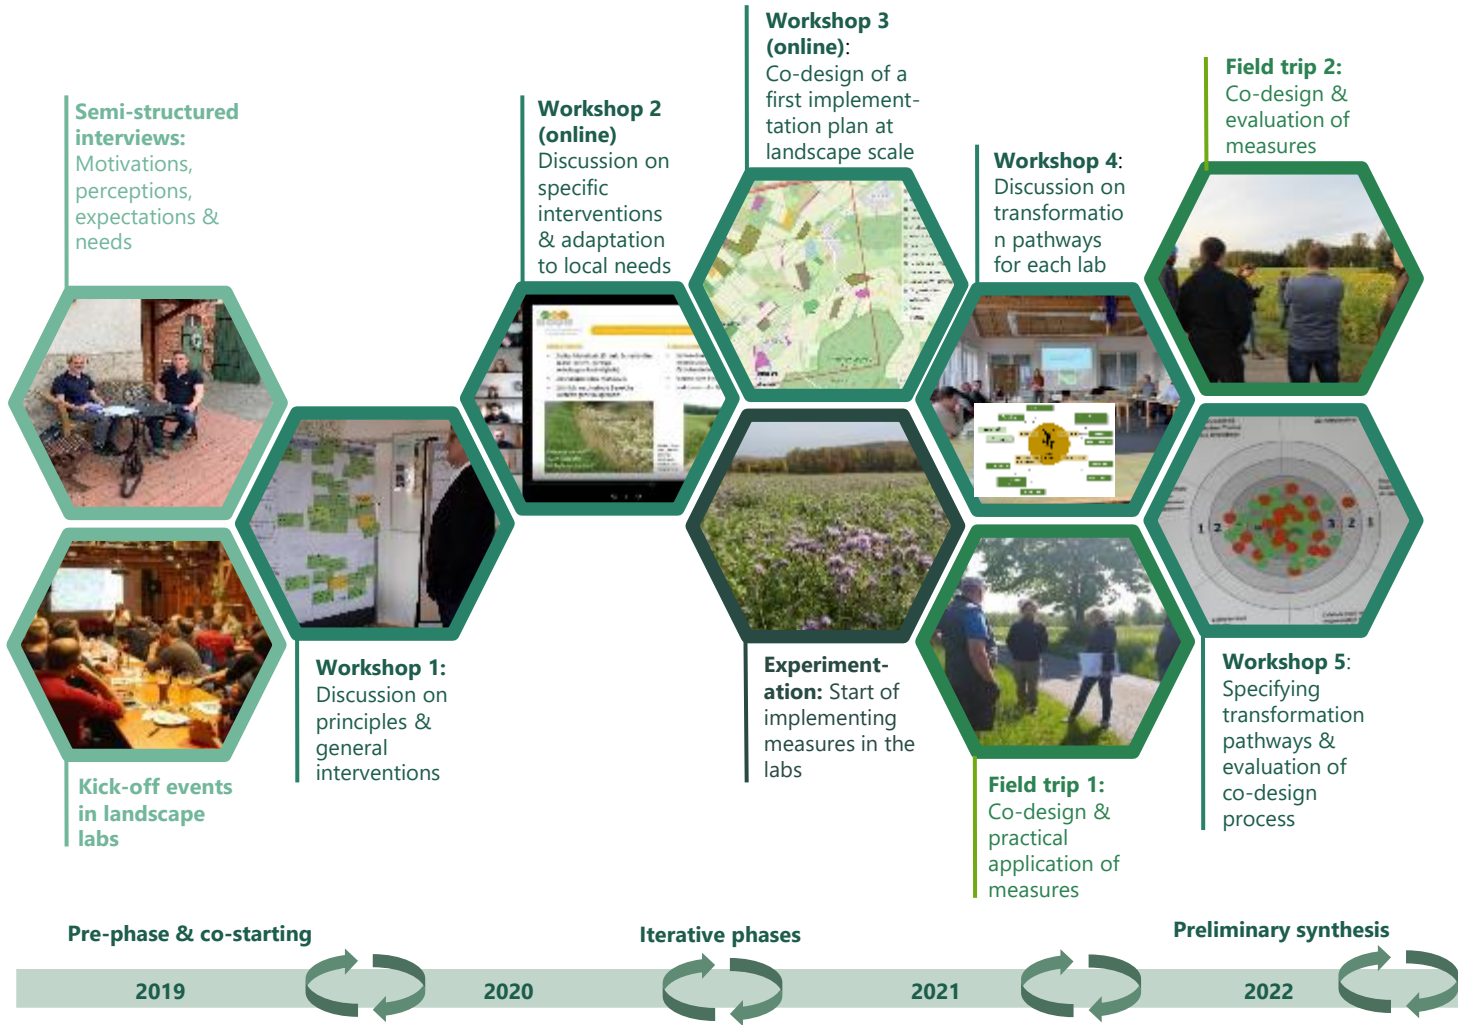 Semi-structured
interviews:
Motivations,
perceptions,
expectations &
needs
Kick-off events
in landscape
labs
Workshop 1:
Discussion on
principles &
general
interventions
Workshop 2
(online)
Discussion on
specific
interventions
& adaptation
to local needs
Workshop 3
(online):
Co-design of a
first implement-
tation plan at
landscape scale
Experiment-
ation: Start of
implementing
measures in the
labs
Workshop 4:
Discussion on
transformatio
n pathways
for each lab
Field trip 1:
Co-design &
practical
application of
measures
Field trip 2:
Co-design &
evaluation of
measures
1 2 3 2 1
Workshop 5:
Specifying
transformation
pathways &
evaluation of
co-design
process
Pre-phase & co-starting
Iterative phases
Preliminary synthesis
2019
2020
2021
2022